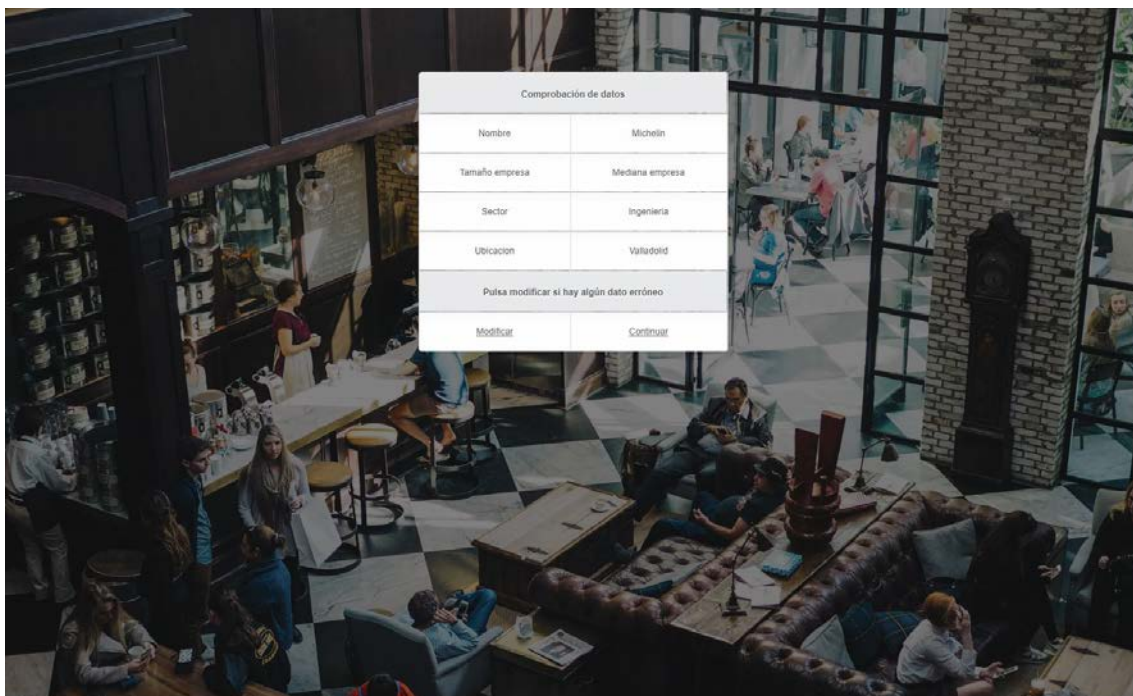 Comprobación de datos
Nombre Michelin
Tamaño empresa Mediana empresa
Sector Ingenieria
Ubicacion Valladolid
Pulsa modificar si hay algún dato erróneo
Modificar Continuar